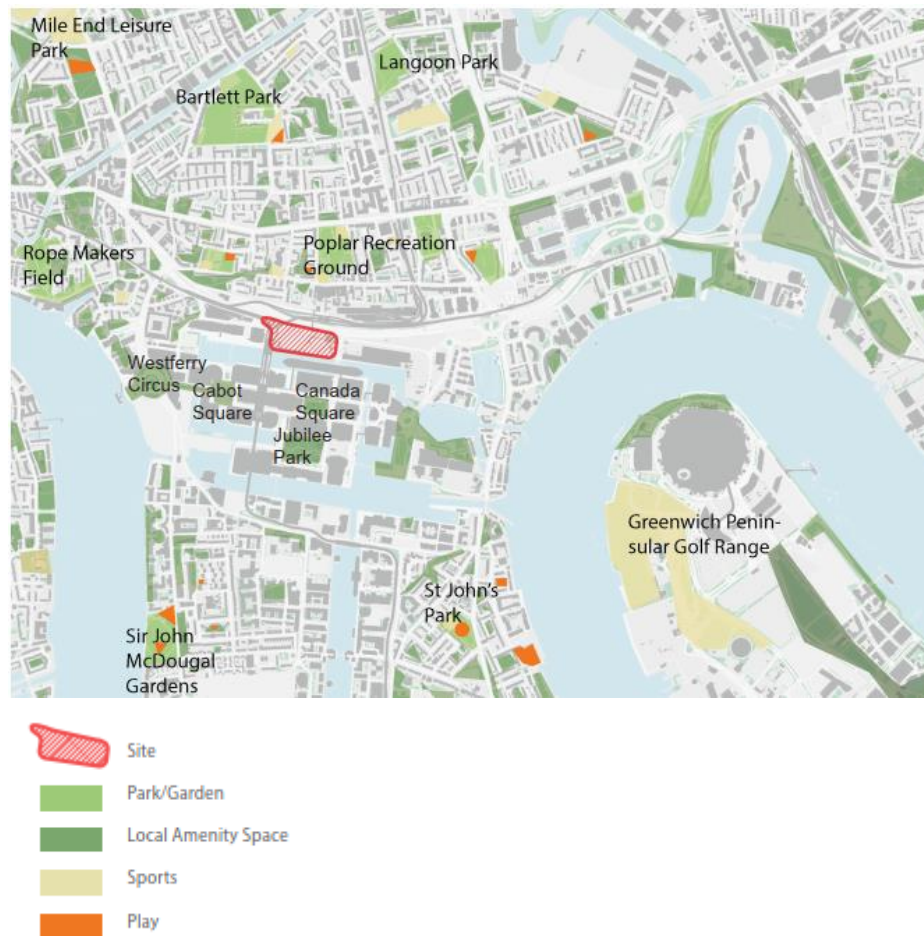 Mile End Leisure
Park
Langoon Park
Bartlett Park
Poplar Recreation
Ground
Rope Makers
Field
Westferry
Circus
Cabot
Square
Canada
Square
Jubilee
Park
Greenwich Penin-
sular Golf Range
St John's
Park
Sir John
McDougal
Gardens
Site
Park/Garden
Local Amenity Space
Sports
Play